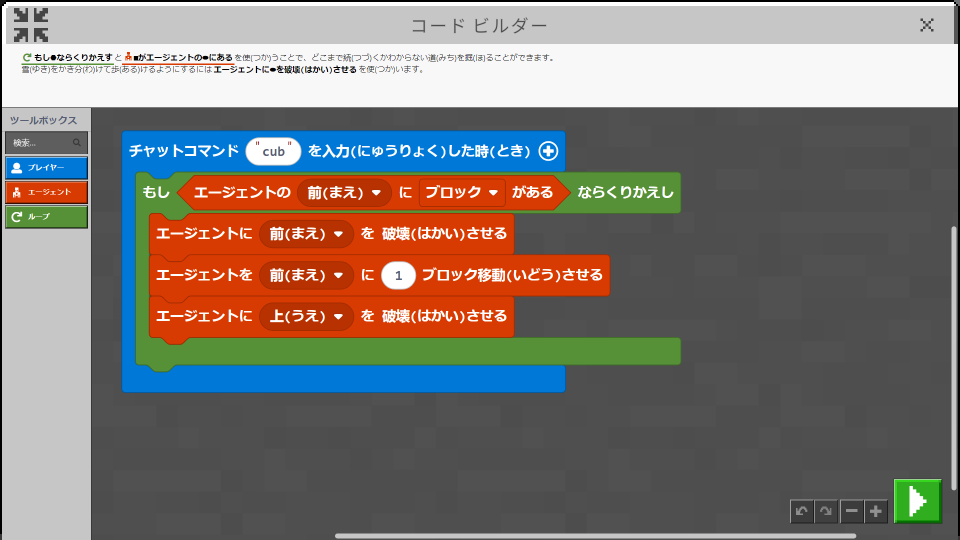 コード ビルダー
もし●ならくりかえす と ■がエージェントの●にある を使(つか)うことで、どこまで続(つづ)くかわからない道(みち)を掘(ほ)ることができます。
雪(ゆき)をかき分(わ)けて歩(ある)けるようにするには エージェントに●を破壊(はかい)させる を使(つか)います。
ツールボックス
検索...
プレイヤー
エージェント
ループ
チャットコマンド "cub" を入力(にゅうりょく)した時(とき)
もし エージェントの 前(まえ) に ブロック がある ならくりかえし
エージェントに 前(まえ) を 破壊(はかい)させる
エージェントを 前(まえ) に 1 ブロック移動(いどう)させる
エージェントに 上(うえ) を 破壊(はかい)させる